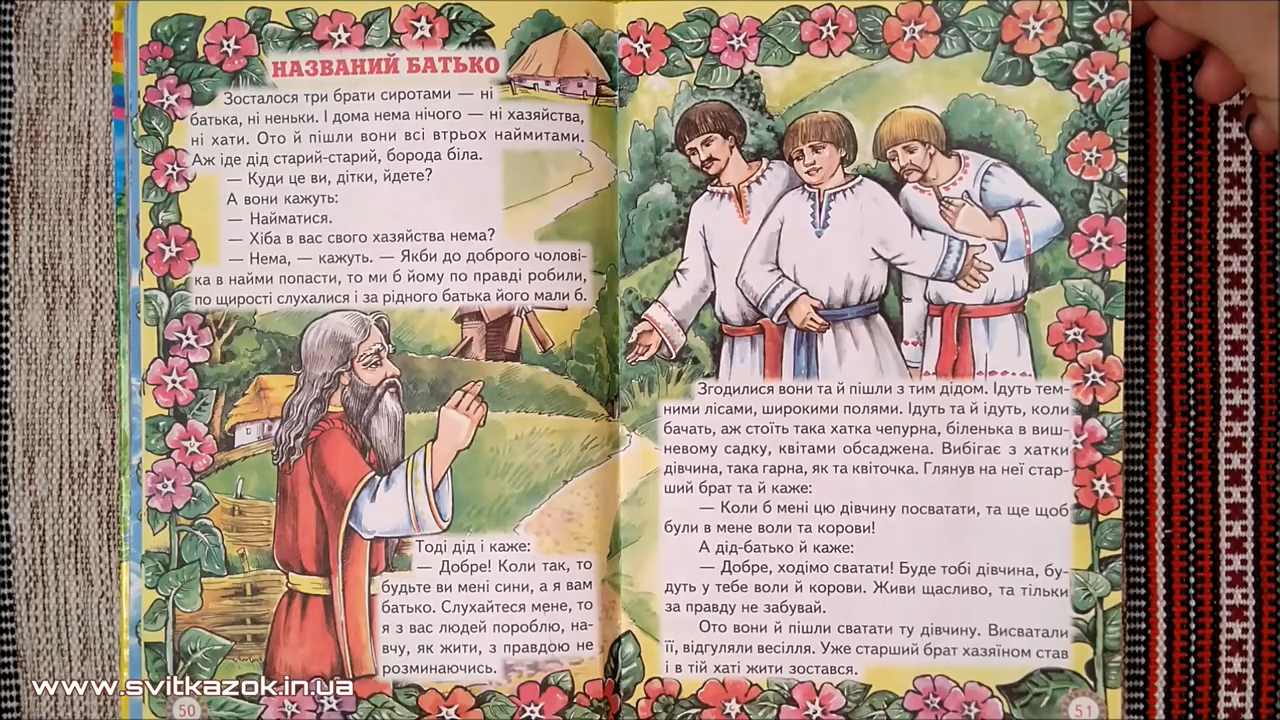 НАЗВАНИЙ БАТЬКО
Зосталося три брати сиротами — ні
батька, ні неньки. І дома нема нічого — ні хазяйства,
ні хати. Ото й пішли вони всі втрьох наймитами.
Аж іде дід старий-старий, борода біла.
— Куди це ви, дітки, йдете?
А вони кажуть:
— Найматися.
— Хіба в вас свого хазяйства нема?
— Нема, — кажуть. — Якби до доброго чолові-
ка в найми попасти, то ми б йому по правді робили,
по щирості слухалися і за рідного батька його мали б.
Тоді дід і каже:
— Добре! Коли так, то
будьте ви мені сини, а я вам
батько. Слухайтеся мене, то
я з вас людей пороблю, на-
вчу, як жити, з правдою не
розминаючись.
www.svitkazok.in.ua
50
Згодилися вони та й пішли з тим дідом. Ідуть тем-
ними лісами, широкими полями. Ідуть та й ідуть, коли
бачать, аж стоїть така хатка чепурна, біленька в виш-
невому садку, квітами обсаджена. Вибігає з хатки
дівчина, така гарна, як та квіточка. Глянув на неї стар-
ший брат та й каже:
— Коли б мені цю дівчину посватати, та ще щоб
були в мене воли та корови!
А дід-батько й каже:
— Добре, ходімо сватати! Буде тобі дівчина, бу-
дуть у тебе воли й корови. Живи щасливо, та тільки
за правду не забувай.
Ото вони й пішли сватати ту дівчину. Висватали
її, відгуляли весілля. Уже старший брат хазяїном став
і в тій хаті жити зостався.
51